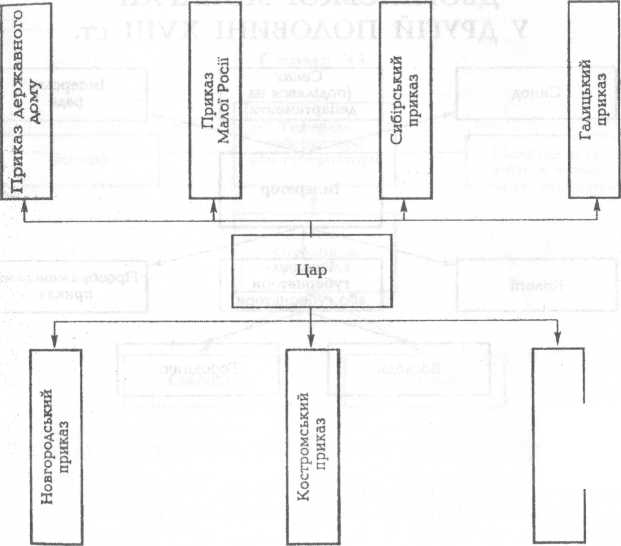 Приказ державного
дому
Приказ
Малої Росії
Сибірський
приказ
Галицький
приказ
Цар
Новгородський
приказ
Костромський
приказ